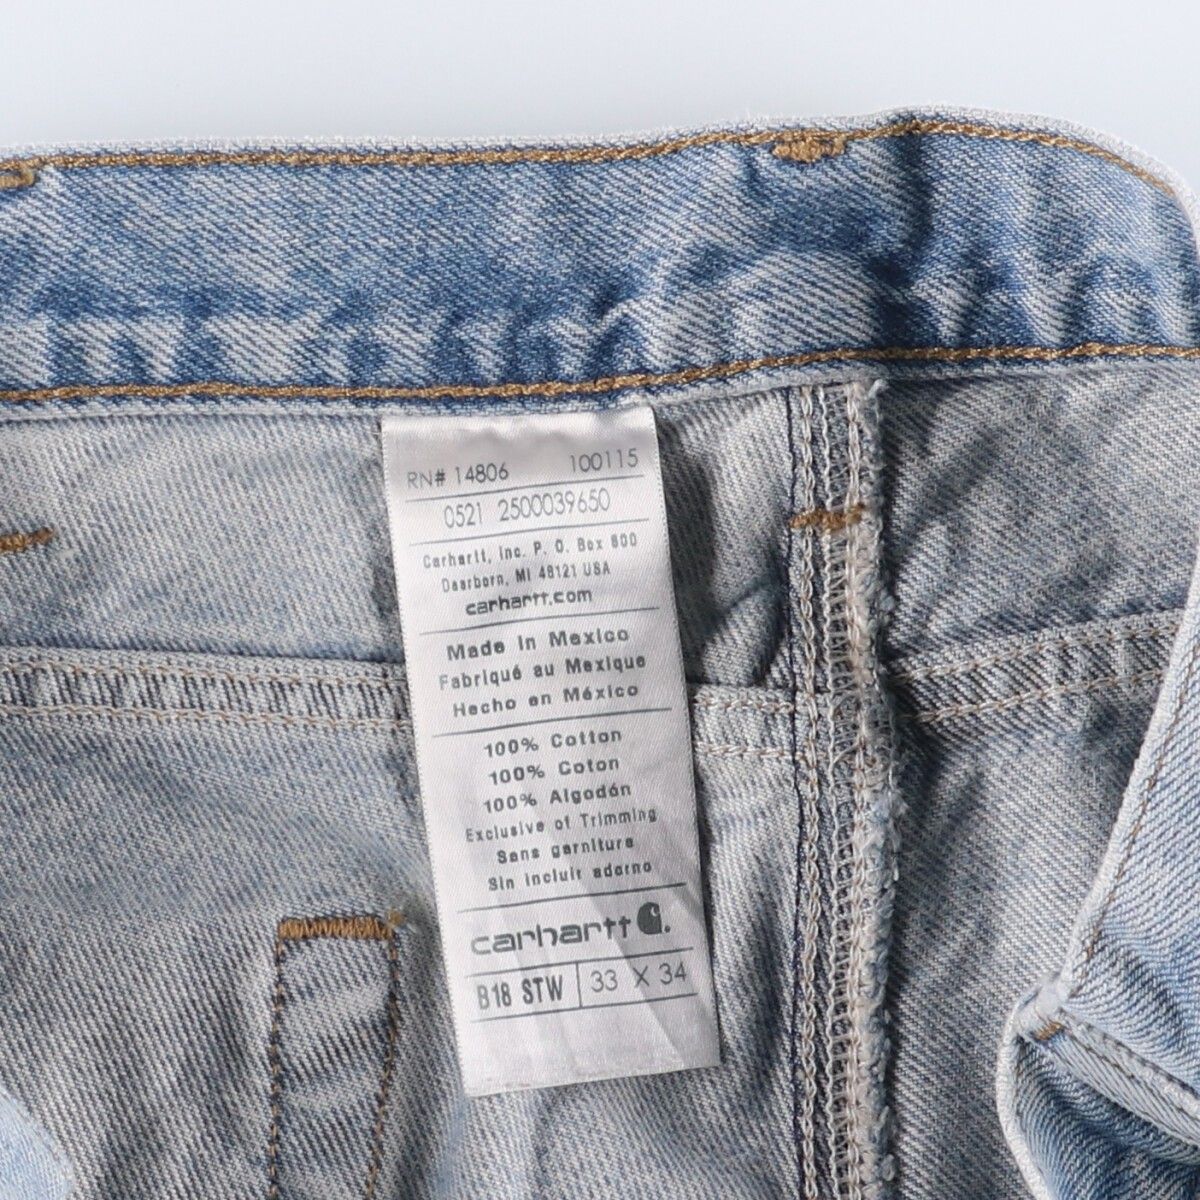 RN# 14806 100115
0521 2500039650
Carhartt, Inc. P. O. Box 600
Dearborn, MI 48121 USA
carhartt.com
Made in Mexico
Fabriqué au Mexique
Hecho en México
100% Cotton
100% Coton
100% Algodón
Exclusive of Trimming
Sans garniture
Sin incluir adorno
carhartt
B18 STW 33 X 34